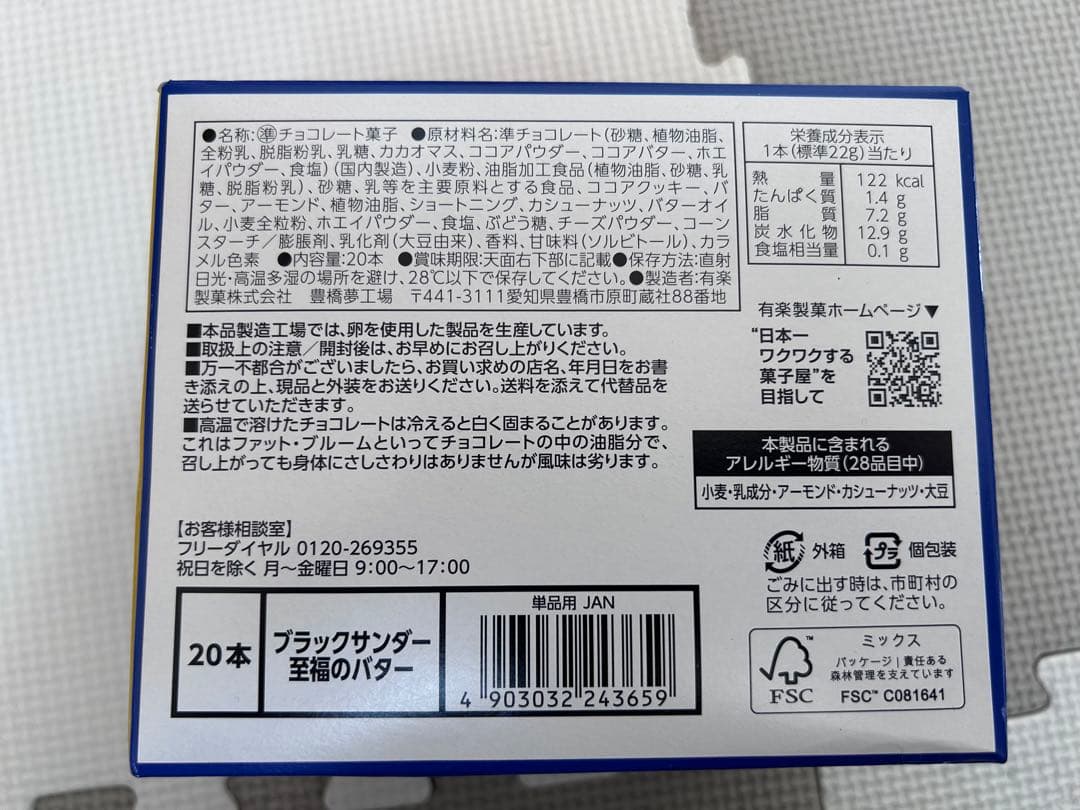 ●名称:㊟チョコレート菓子 ●原材料名:準チョコレート(砂糖、植物油脂、
全粉乳、脱脂粉乳、乳糖、カカオマス、ココアパウダー、ココアバター、ホエ
イパウダー、食塩)(国内製造)、小麦粉、油脂加工食品(植物油脂、砂糖、乳
糖、脱脂粉乳)、砂糖、乳等を主要原料とする食品、ココアクッキー、バ
ター、アーモンド、植物油脂、ショートニング、カシューナッツ、バターオイ
ル、小麦全粒粉、ホエイパウダー、食塩、ぶどう糖、チーズパウダー、コーン
スターチ/膨脹剤、乳化剤(大豆由来)、香料、甘味料(ソルビトール)、カラ
メル色素 ●内容量:20本 ●賞味期限:天面右下部に記載●保存方法:直射
日光・高温多湿の場所を避け、28℃以下で保存してください。●製造者:有楽
製菓株式会社 豊橋夢工場 〒441-3111愛知県豊橋市原町蔵社88番地
栄養成分表示
1本(標準22g)当たり
熱量 122 kcal
たんぱく質 1.4 g
脂質 7.2 g
炭水化物 12.9 g
食塩相当量 0.1 g
■本品製造工場では、卵を使用した製品を生産しています。
■取扱上の注意/開封後は、お早めにお召し上がりください。
■万一不都合がございましたら、お買い求めの店名、年月日をお書
き添えの上、現品と外装をお送りください。送料を添えて代替品を
送らせていただきます。
■高温で溶けたチョコレートは冷えると白く固まることがあります。
これはファット・ブルームといってチョコレートの中の油脂分で、
召し上がっても身体にさしさわりはありませんが風味は劣ります。
有楽製菓ホームページ▼
“日本一
ワクワクする
菓子屋”を
目指して
本製品に含まれる
アレルギー物質(28品目中)
小麦・乳成分・アーモンド・カシューナッツ・大豆
【お客様相談室】
フリーダイヤル 0120-269355
祝日を除く 月〜金曜日 9:00〜17:00
紙 外箱 プラ 個包装
ごみに出す時は、市町村の
区分に従ってください。
20本
ブラックサンダー
至福のバター
単品用 JAN
4 903032 243659
FSC
ミックス
パッケージ|責任ある
森林管理を支えています
FSC™ C081641